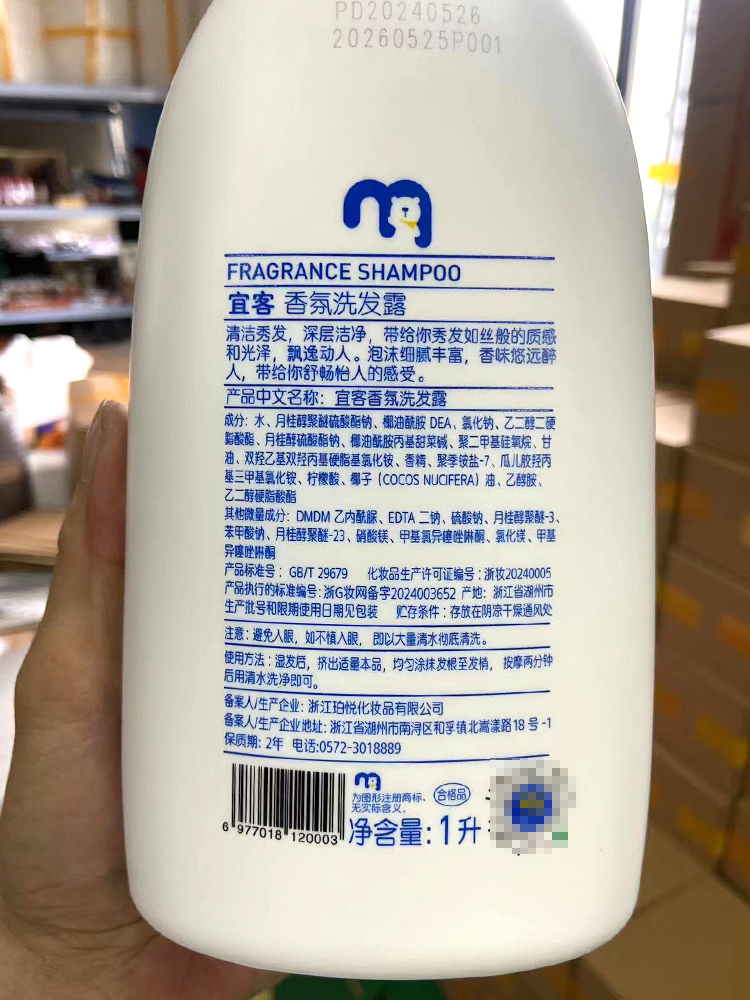 PD20240526
20260525P001
FRAGRANCE SHAMPOO
宜客 香氛洗发露
清洁秀发，深层洁净，带给你秀发如丝般的质感
和光泽，飘逸动人。泡沫细腻丰富，香味悠远醉
人，带给你舒畅怡人的感受。
产品中文名称：宜客香氛洗发露
成分：水、月桂醇聚醚硫酸酯钠、椰油酰胺 DEA、氯化钠、乙二醇二硬
脂酸酯、月桂醇硫酸酯钠、椰油酰胺丙基甜菜碱、聚二甲基硅氧烷、甘
油、双羟乙基双羟丙基硬脂基氯化铵、香精、聚季铵盐-7、瓜儿胶羟丙
基三甲基氯化铵、柠檬酸、椰子（COCOS NUCIFERA）油、乙醇胺、
乙二醇硬脂酸酯
其他微量成分：DMDM 乙内酰脲、EDTA 二钠、硫酸钠、月桂醇聚醚-3、
苯甲酸钠、月桂醇聚醚-23、硝酸镁、甲基氯异噻唑啉酮、氯化镁、甲基
异噻唑啉酮
产品标准号：GB/T 29679 化妆品生产许可证编号：浙妆20240005
产品执行的标准编号：浙G妆网备字2024003652 产地：浙江省湖州市
生产批号和限期使用日期见包装 贮存条件：存放在阴凉干燥通风处
注意：避免入眼，如不慎入眼，即以大量清水彻底清洗。
使用方法：湿发后，挤出适量本品，均匀涂抹发根至发梢，按摩两分钟
后用清水洗净即可。
备案人/生产企业：浙江珀悦化妆品有限公司
备案人/生产企业地址：浙江省湖州市南浔区和孚镇北嵩漾路18号-1
保质期：2年 电话:0572-3018889
为图形注册商标、
无实际含义。
合格品
6 977018 120003
净含量：1升